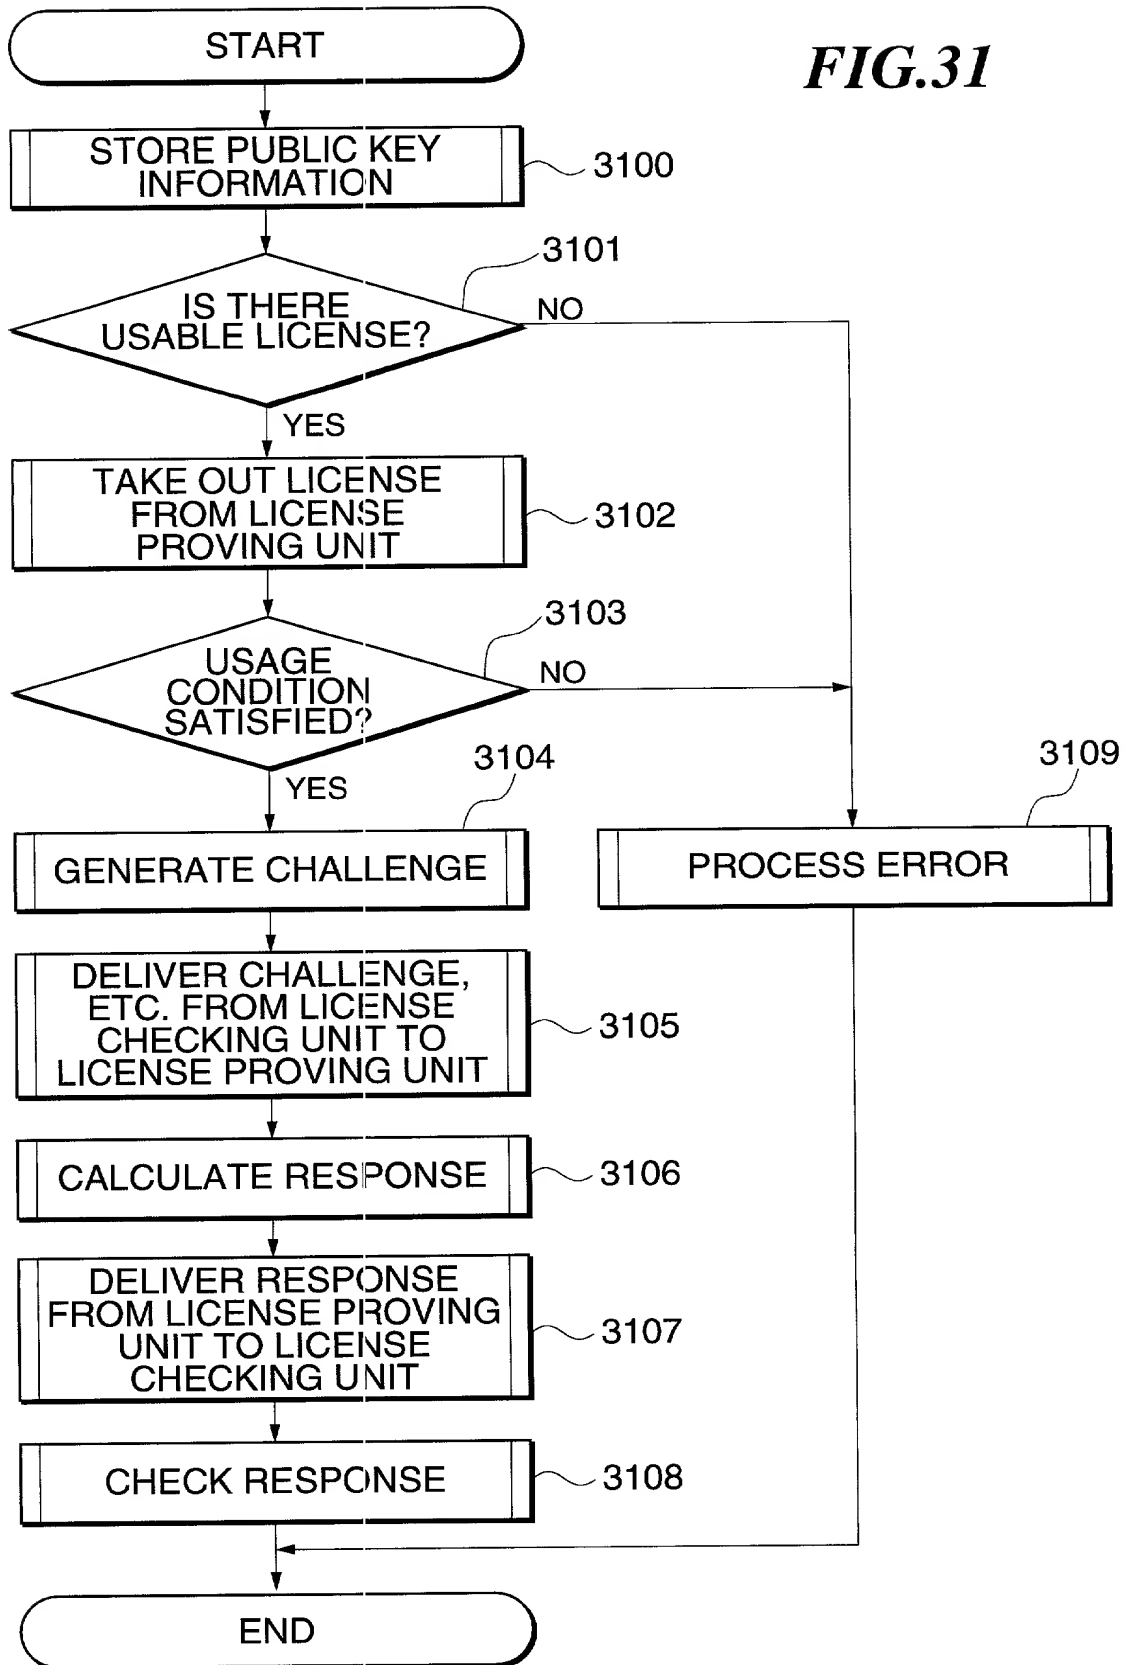 START
FIG.31
STORE PUBLIC KEY
INFORMATION
3100
3101
IS THERE
USABLE LICENSE?
NO
YES
TAKE OUT LICENSE
FROM LICENSE
PROVING UNIT
3102
3103
USAGE
CONDITION
SATISFIED?
NO
YES
3104
3109
GENERATE CHALLENGE
PROCESS ERROR
DELIVER CHALLENGE,
ETC. FROM LICENSE
CHECKING UNIT TO
LICENSE PROVING UNIT
3105
CALCULATE RESPONSE
3106
DELIVER RESPONSE
FROM LICENSE PROVING
UNIT TO LICENSE
CHECKING UNIT
3107
CHECK RESPONSE
3108
END